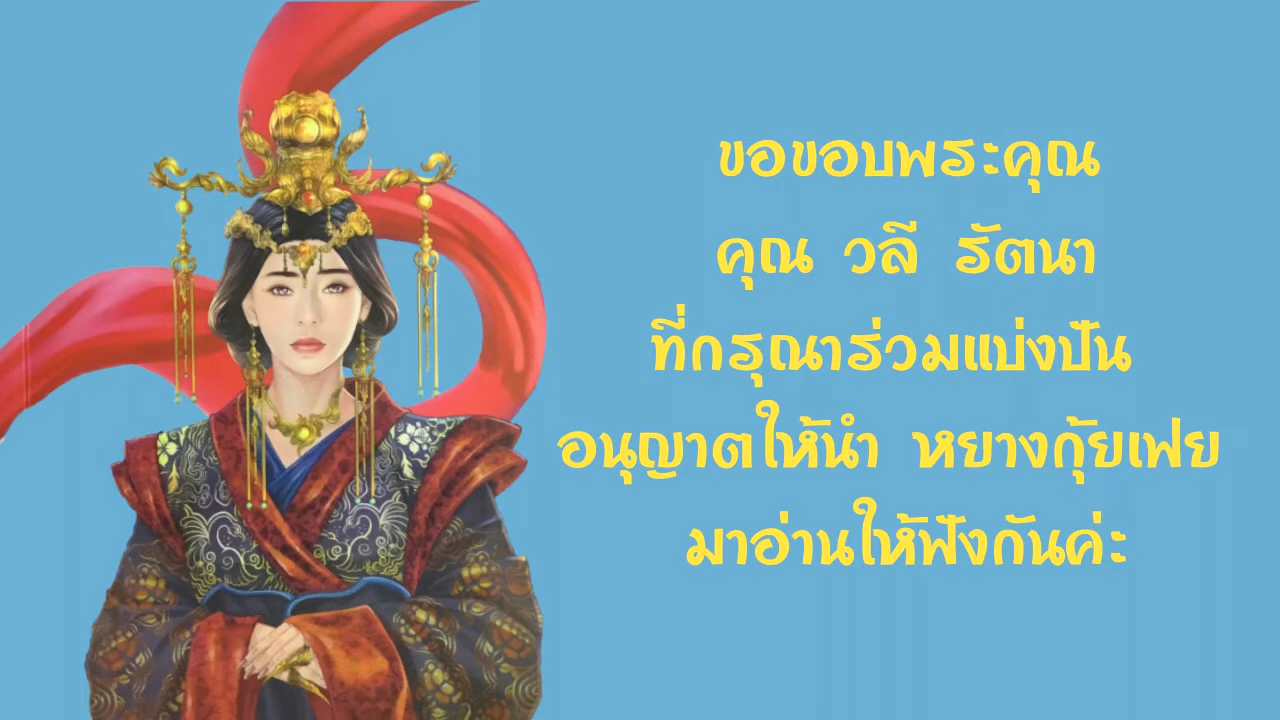 ขอขอบพระคุณ
คุณ วลี รัตนา
ที่กรุณาร่วมแบ่งปัน
อนุญาตให้นำ หยางกุ้ยเฟย
มาอ่านให้ฟังกันค่ะ